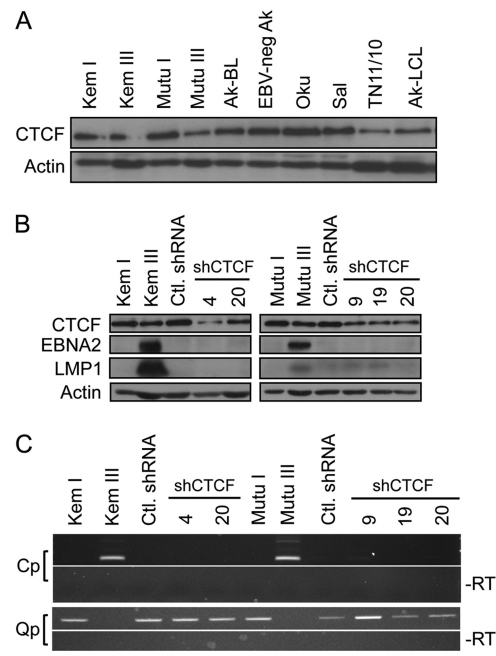 A
Kem I
Kem III
Mutu I
Mutu III
Ak-BL
EBV-neg Ak
Oku
Sal
TN11/10
Ak-LCL
CTCF
Actin
B
Kem I
Kem III
Ctl. shRNA
shCTCF
4
20
Mutu I
Mutu III
Ctl. shRNA
shCTCF
9
19
20
CTCF
EBNA2
LMP1
Actin
C
Kem I
Kem III
Ctl. shRNA
shCTCF
4
20
Mutu I
Mutu III
Ctl. shRNA
shCTCF
9
19
20
Cp
-RT
Qp
-RT